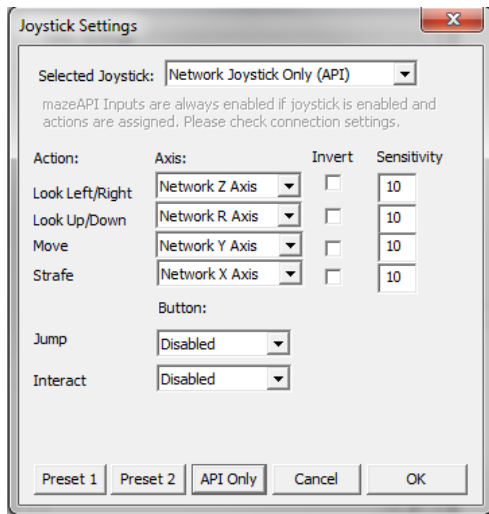 Joystick Settings
Selected Joystick: Network Joystick Only (API)
mazeAPI Inputs are always enabled if joystick is enabled and
actions are assigned. Please check connection settings.
Action: Axis: Invert Sensitivity
Look Left/Right Network Z Axis 10
Look Up/Down Network R Axis 10
Move Network Y Axis 10
Strafe Network X Axis 10
Button:
Jump Disabled
Interact Disabled
Preset 1 Preset 2 API Only Cancel OK